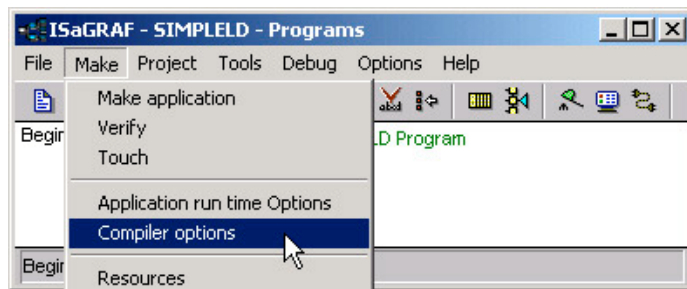 ISaGRAF - SIMPLELD - Programs
File Make Project Tools Debug Options Help
Make application
Begin
Verify
.D Program
Touch
Application run time Options
Compiler options
Begin
Resources